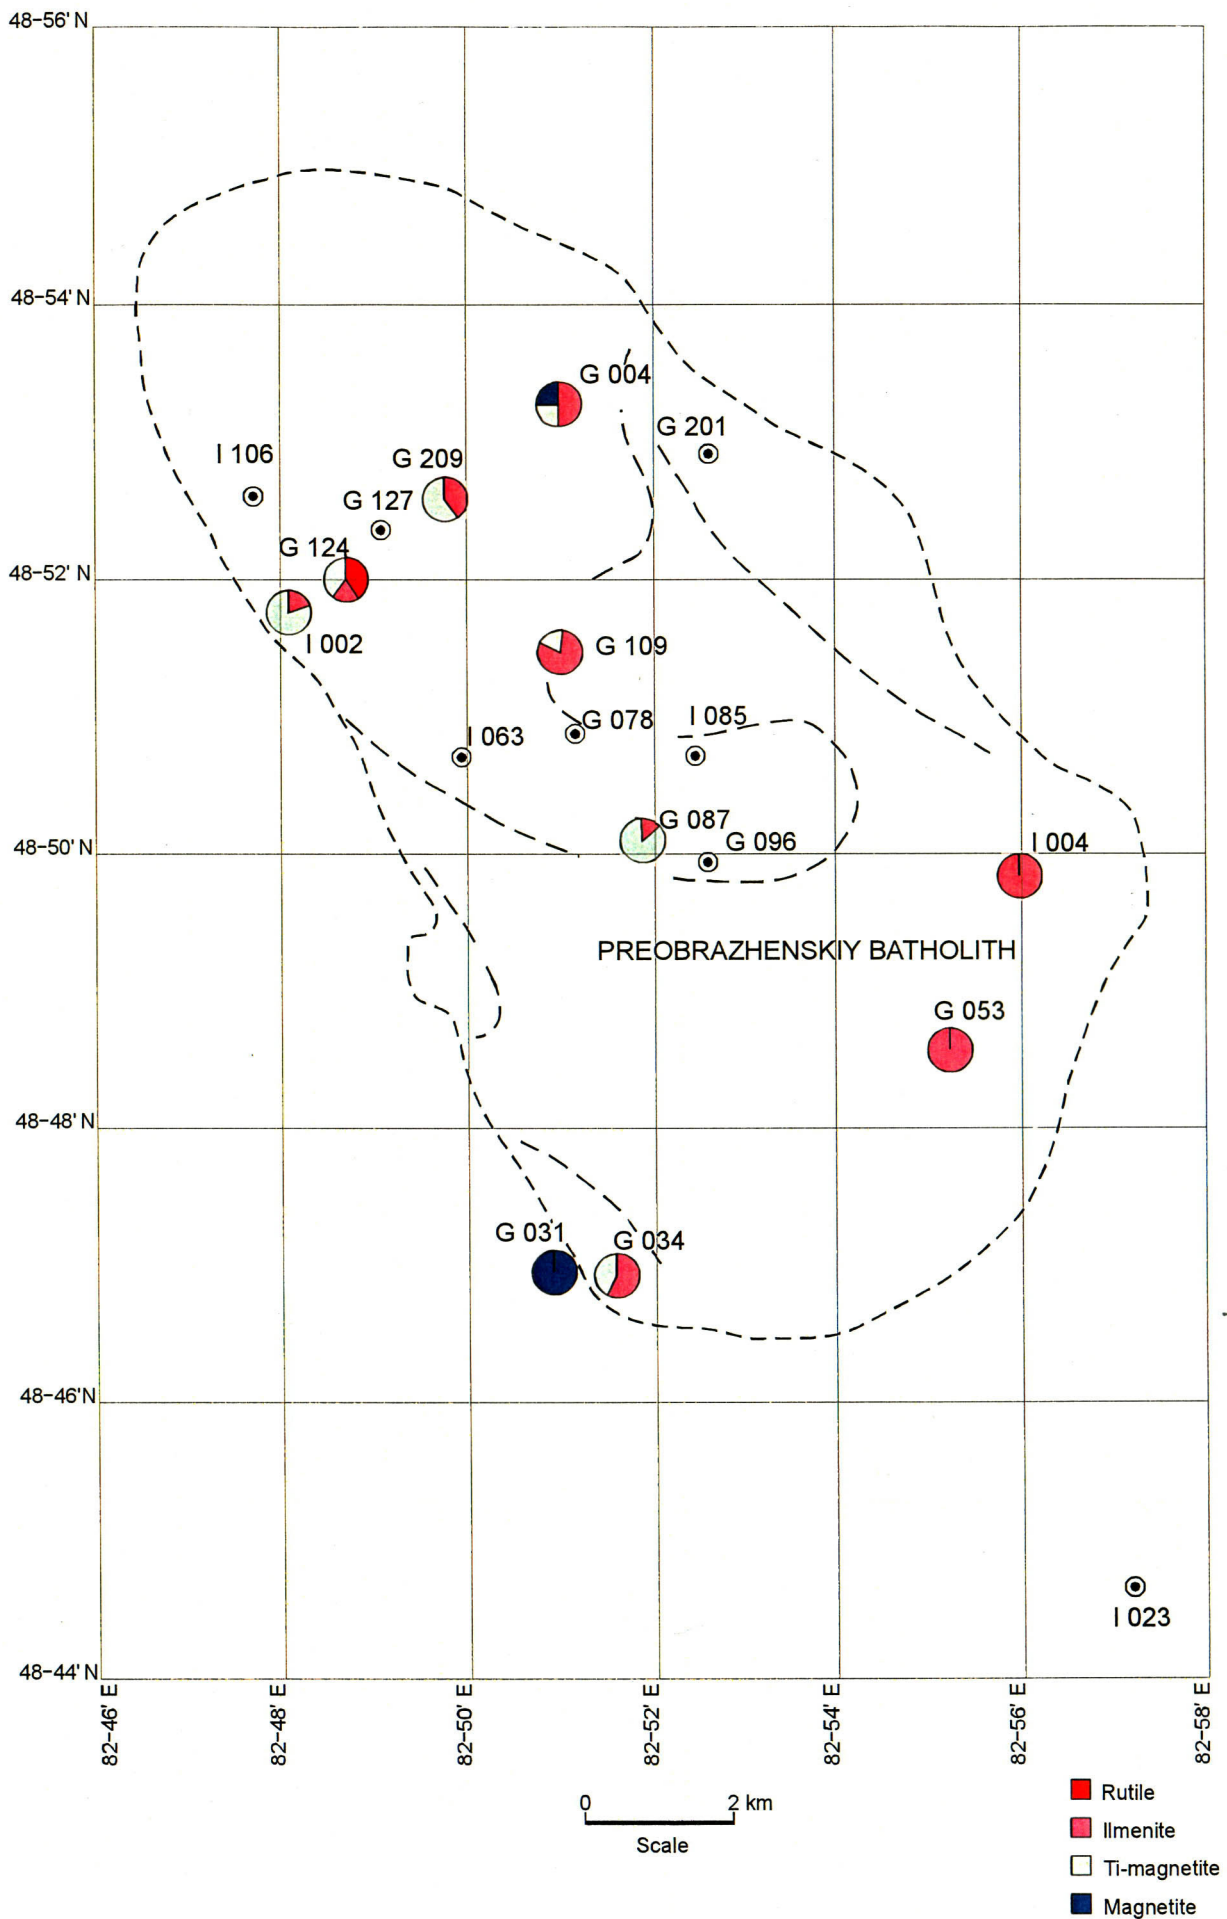 48-56' N
48-54' N
G 004
G 201
I 106
G 209
G 127
G 124
48-52' N
I 002
G 109
G 078
I 085
I 063
G 087
G 096
48-50' N
I 004
PREOBRAZHENSKIY BATHOLITH
G 053
48-48' N
G 031
G 034
48-46'N
I 023
48-44' N
82-46' E
82-48' E
82-50' E
82-52' E
82-54' E
82-56' E
82-58' E
0
2 km
Scale
Rutile
Ilmenite
Ti-magnetite
Magnetite